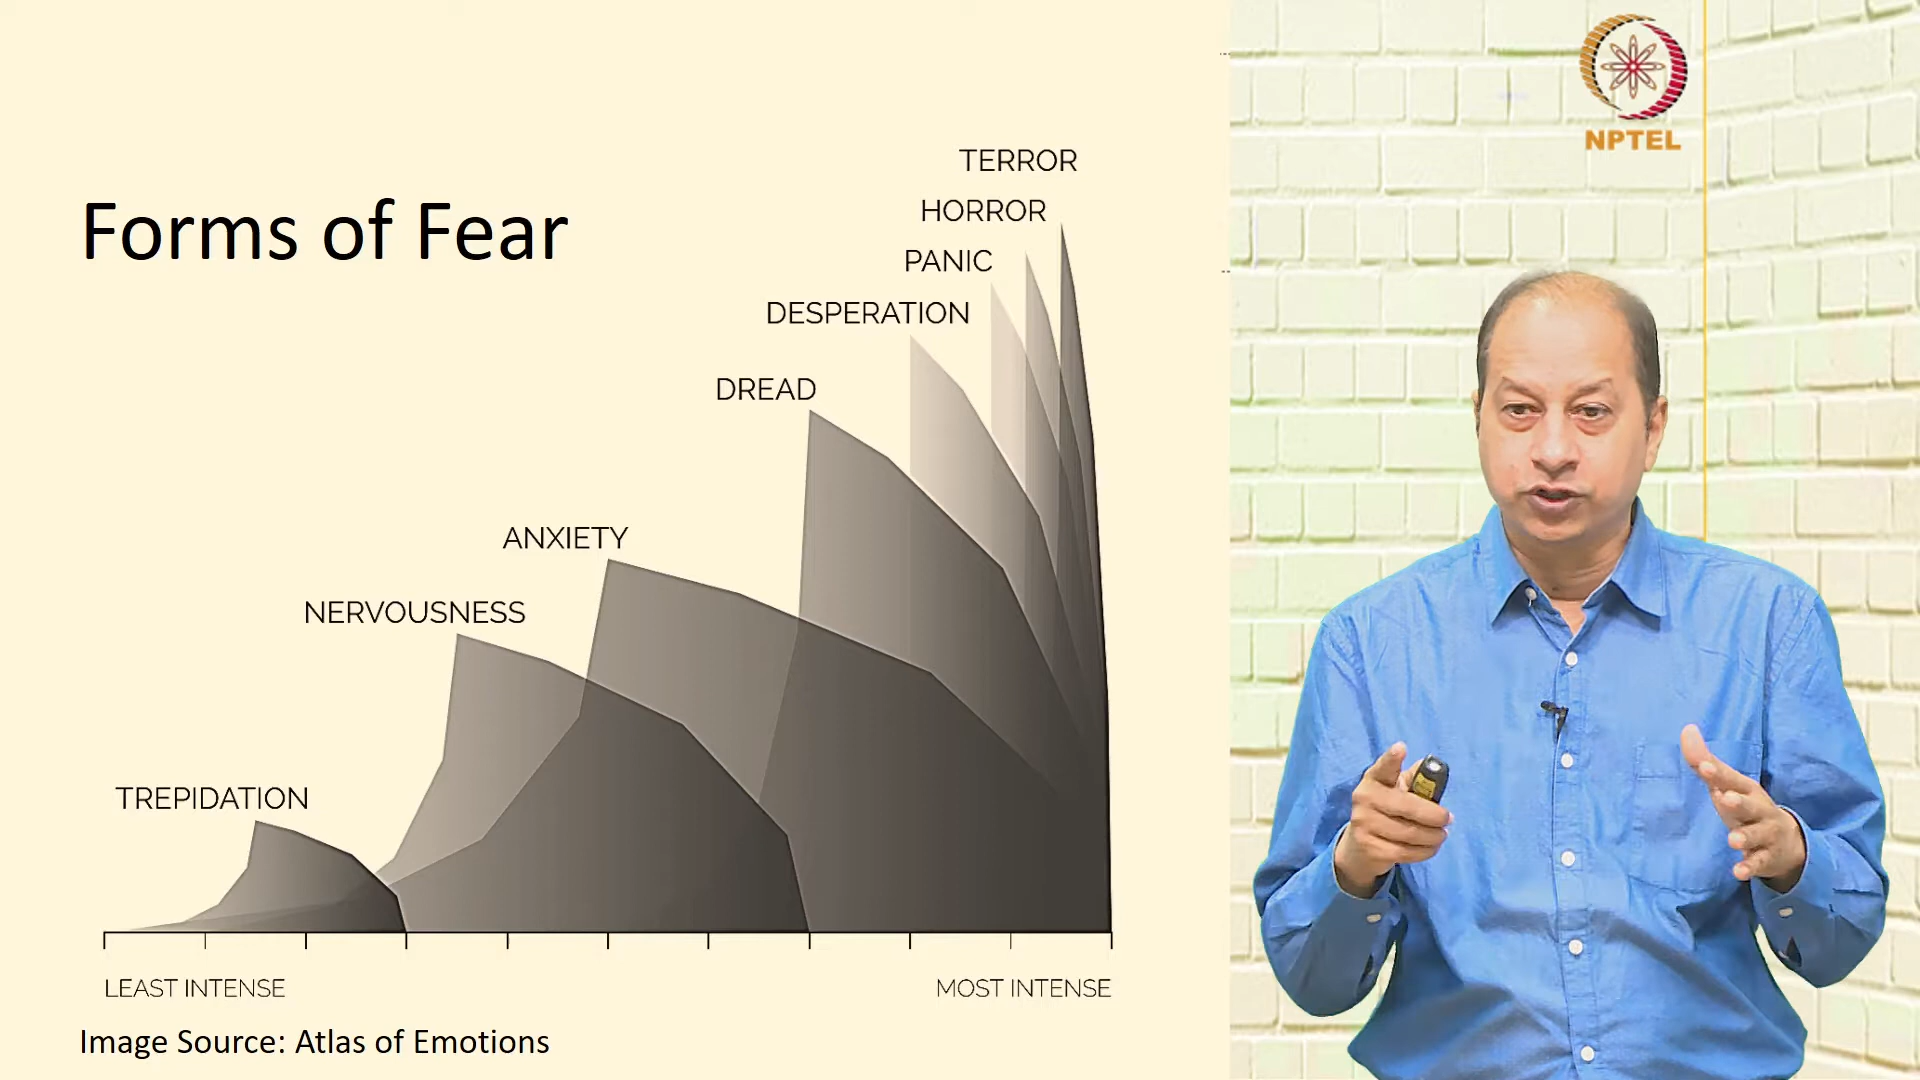 Forms of Fear
TERROR
HORROR
PANIC
DESPERATION
DREAD
ANXIETY
NERVOUSNESS
TREPIDATION
LEAST INTENSE
MOST INTENSE
Image Source: Atlas of Emotions
NPTEL